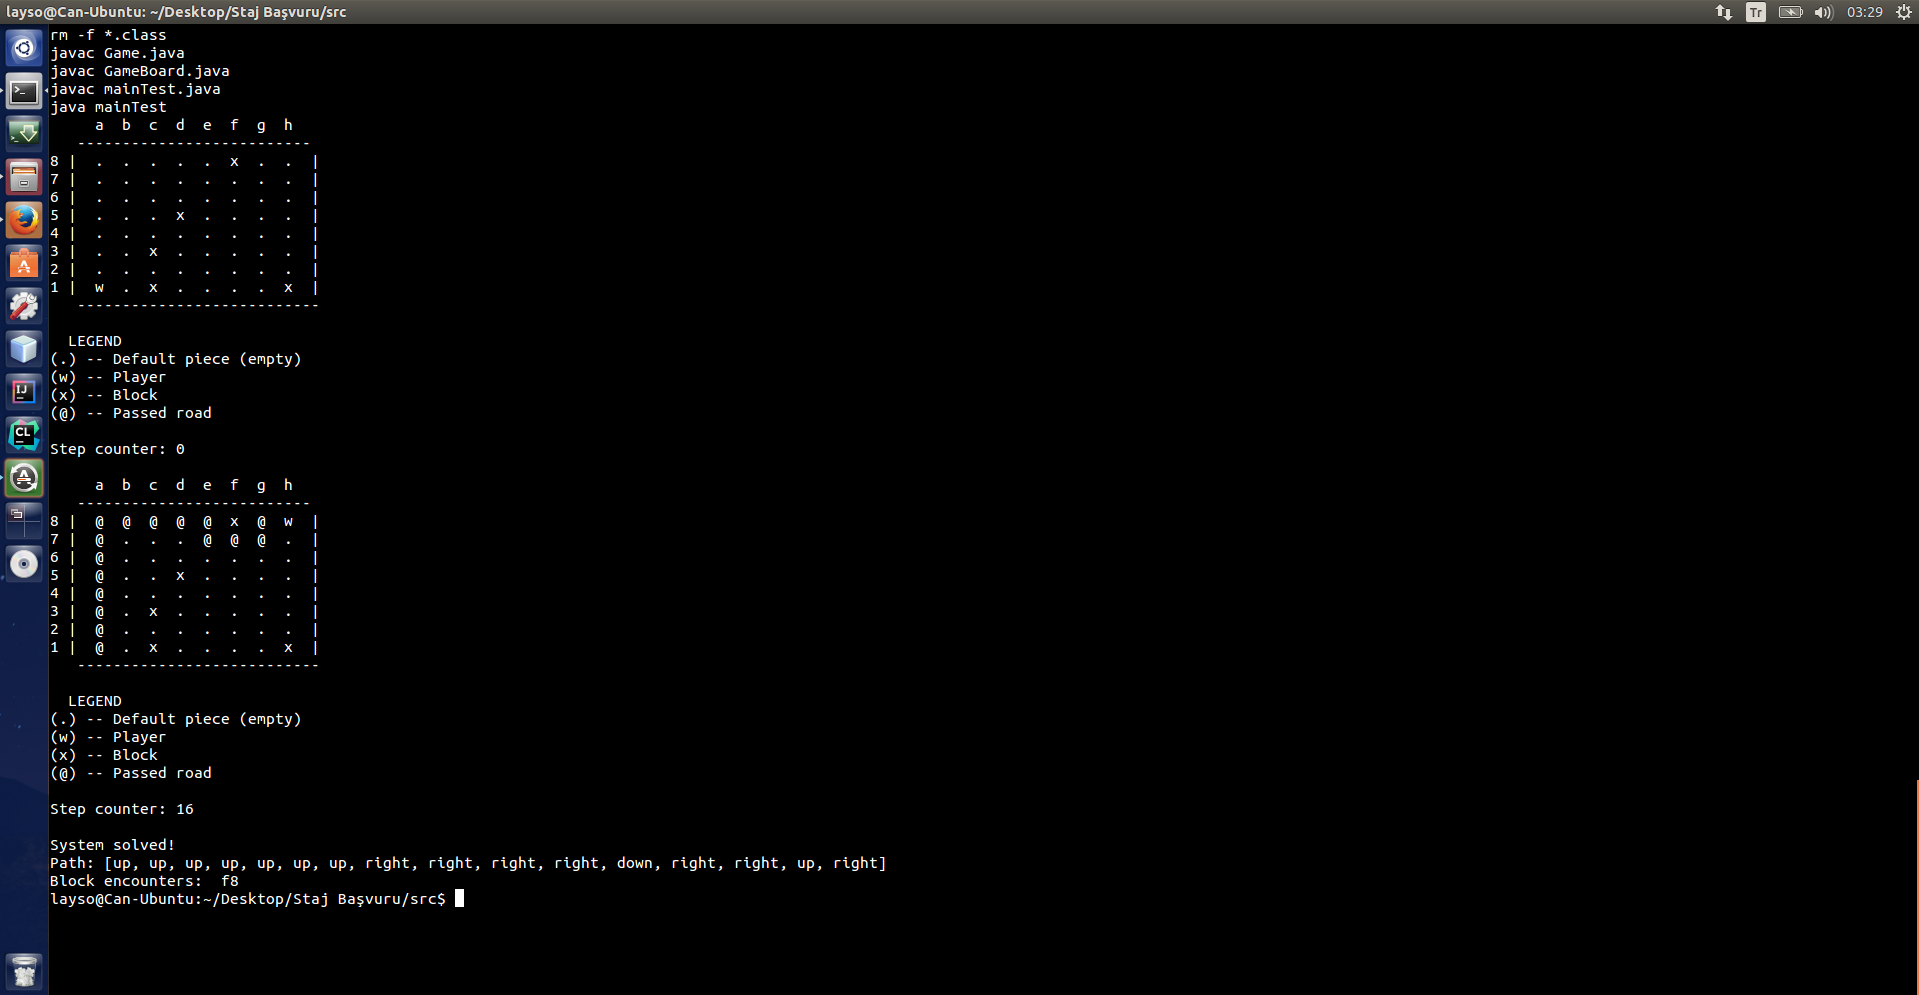 layso@Can-Ubuntu: ~/Desktop/Staj Başvuru/src
Tr
03:29
rm -f *.class
javac Game.java
javac GameBoard.java
javac mainTest.java
java mainTest
     a  b  c  d  e  f  g  h
   --------------------------
8 |  .  .  .  .  .  x  .  .  |
7 |  .  .  .  .  .  .  .  .  |
6 |  .  .  .  .  .  .  .  .  |
5 |  .  .  .  x  .  .  .  .  |
4 |  .  .  .  .  .  .  .  .  |
3 |  .  .  x  .  .  .  .  .  |
2 |  .  .  .  .  .  .  .  .  |
1 |  w  .  x  .  .  .  .  x  |
   ---------------------------
  LEGEND
(.) -- Default piece (empty)
(w) -- Player
(x) -- Block
(@) -- Passed road
Step counter: 0
     a  b  c  d  e  f  g  h
   --------------------------
8 |  @  @  @  @  @  x  @  w  |
7 |  @  .  .  .  @  @  @  .  |
6 |  @  .  .  .  .  .  .  .  |
5 |  @  .  .  x  .  .  .  .  |
4 |  @  .  .  .  .  .  .  .  |
3 |  @  .  x  .  .  .  .  .  |
2 |  @  .  .  .  .  .  .  .  |
1 |  @  .  x  .  .  .  .  x  |
   ---------------------------
  LEGEND
(.) -- Default piece (empty)
(w) -- Player
(x) -- Block
(@) -- Passed road
Step counter: 16
System solved!
Path: [up, up, up, up, up, up, up, right, right, right, right, down, right, right, up, right]
Block encounters:  f8
layso@Can-Ubuntu:~/Desktop/Staj Başvuru/src$
IJ
CL